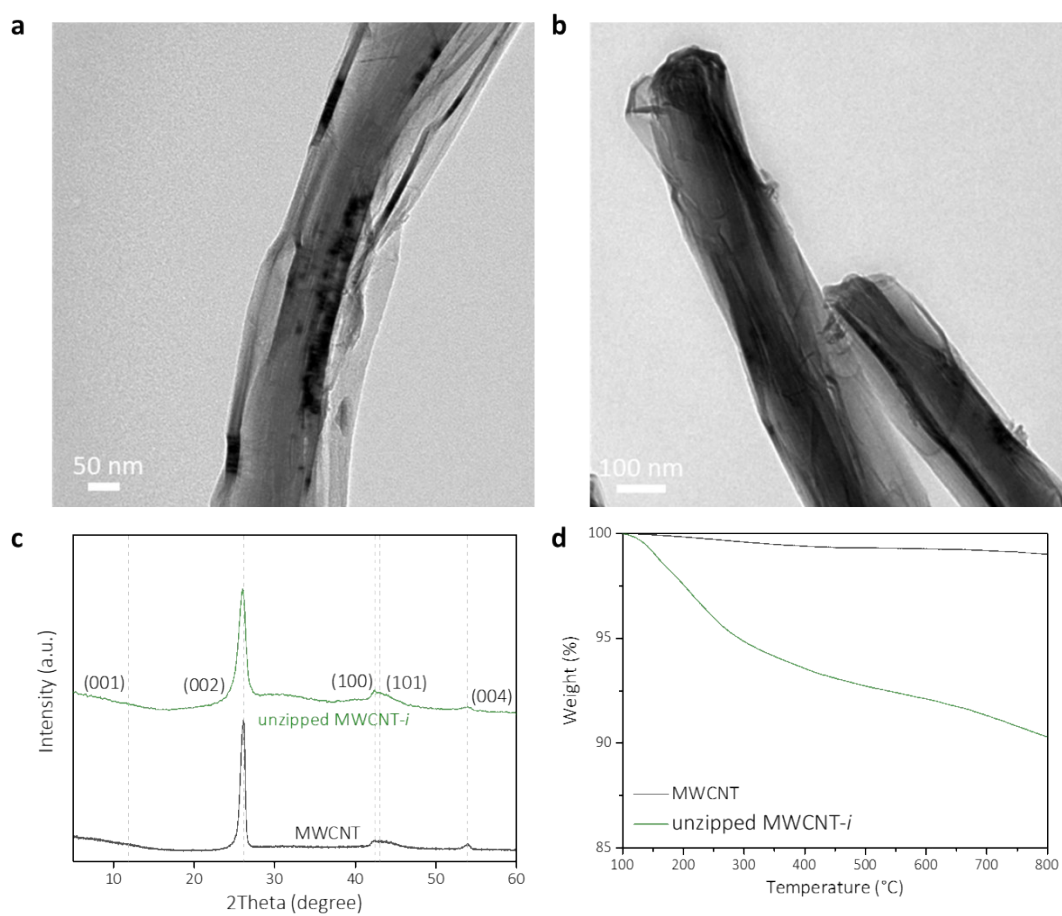 a
50 nm
b
100 nm
c
Intensity (a.u.)
(001)
(002)
(100)
(101)
(004)
unzipped MWCNT-i
MWCNT
10 20 30 40 50 60
2Theta (degree)
d
Weight (%)
100
95
90
85
MWCNT
unzipped MWCNT-i
100 200 300 400 500 600 700 800
Temperature (°C)